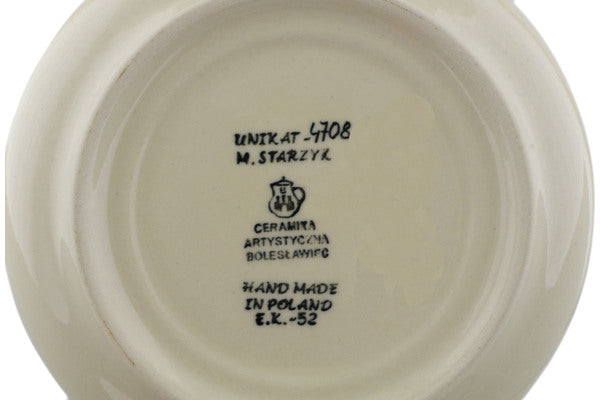 UNIKAT-4708
M. STARZYK
CERAMIKA
ARTYSTYCZNA
BOLESŁAWIEC
HAND MADE
IN POLAND
E.K.-52